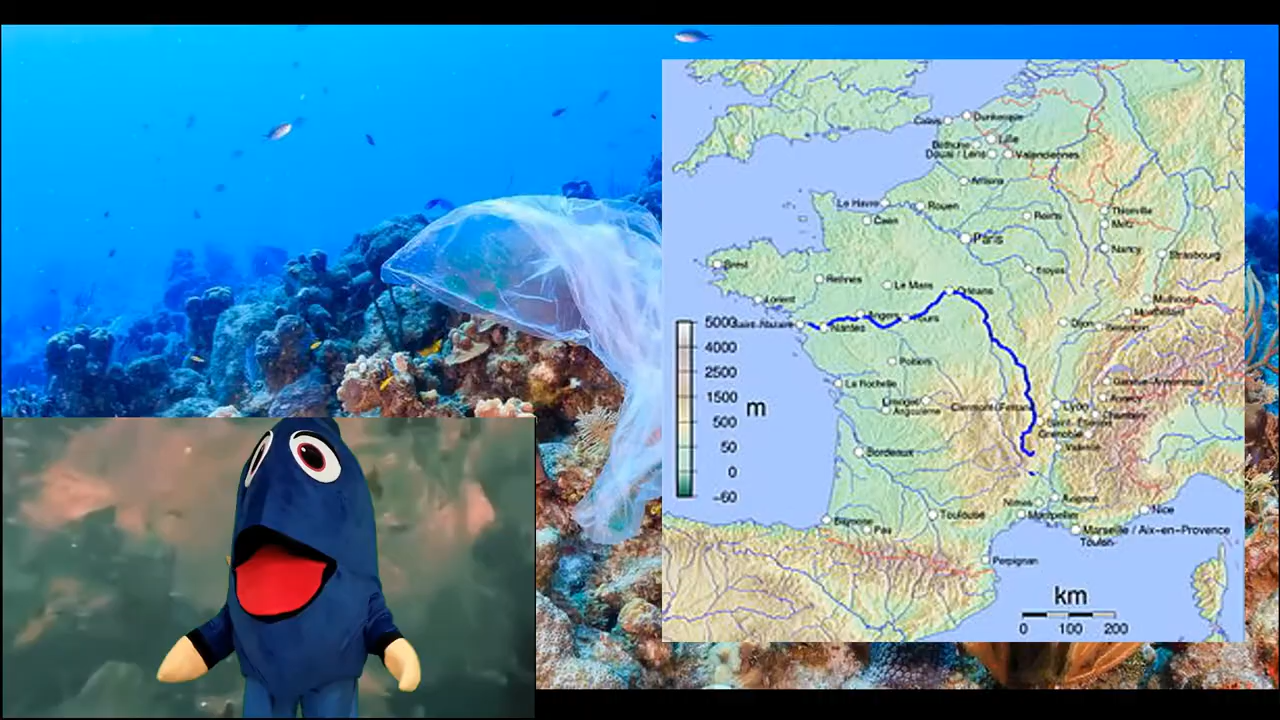 Calais
Dunkerque
Lille
Béthune
Douai / Lens
Valenciennes
Amiens
Le Havre
Rouen
Caen
Reims
Thionville
Metz
Paris
Nancy
Strasbourg
Brest
Troyes
Rennes
Le Mans
Orléans
Lorient
Mulhouse
Montbéliard
Angers
Tours
Saint-Nazaire
Nantes
Dijon
Besancon
5000
4000
2500
1500
500
50
0
-60
m
Poitiers
La Rochelle
Genève-Annemasse
Annecy
Limoges
Angoulême
Clermont-Ferrand
Lyon
Chambéry
Saint-Étienne
Grenoble
Valence
Bordeaux
Nîmes
Avignon
Montpellier
Nice
Bayonne
Pau
Toulouse
Marseille / Aix-en-Provence
Toulon
Perpignan
km
0 100 200